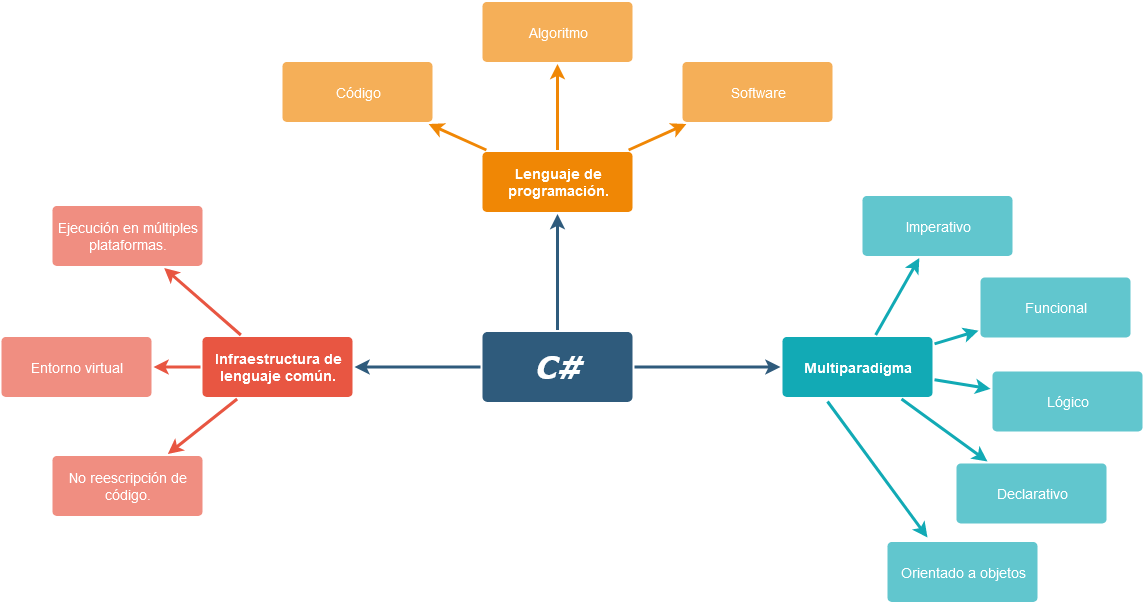 Algoritmo
Código
Software
Lenguaje de
programación.
Ejecución en múltiples
plataformas.
Imperativo
Funcional
Entorno virtual
Infraestructura de
lenguaje común.
C#
Multiparadigma
Lógico
No reescripción de
código.
Declarativo
Orientado a objetos